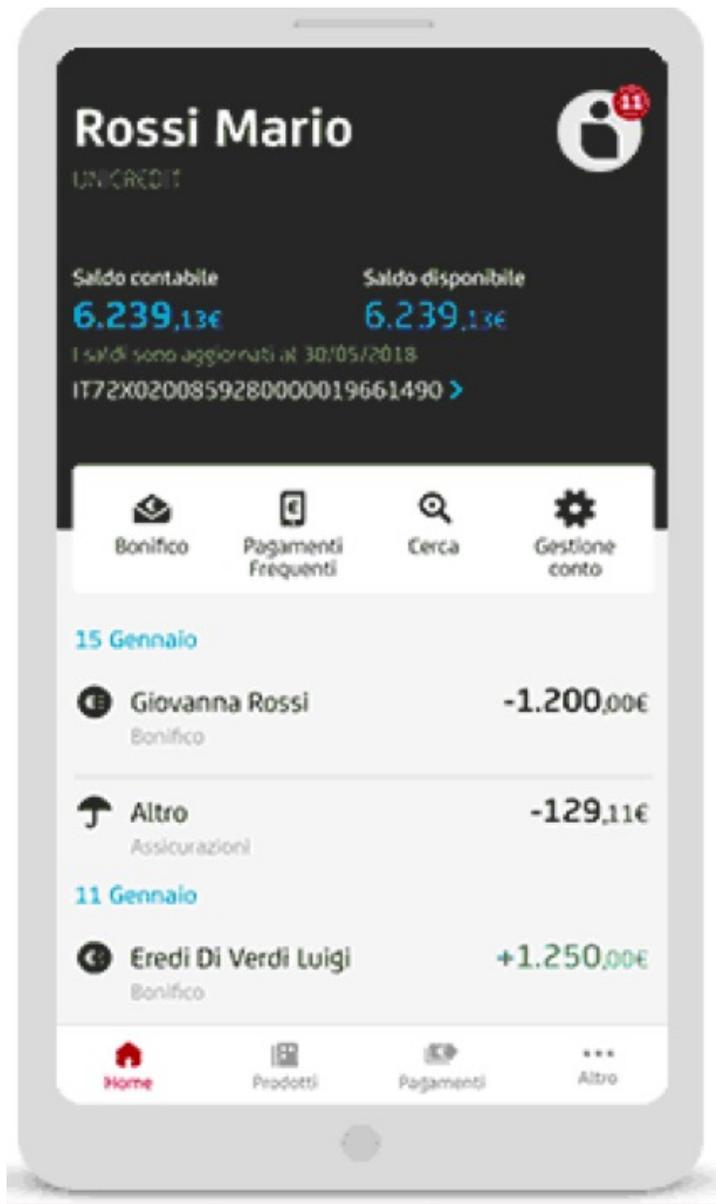 11
Rossi Mario
UNICREDIT
Saldo contabile Saldo disponibile
6.239,13€ 6.239,13€
I saldi sono aggiornati al 30/05/2018
IT72X0200859280000019661490 >
Bonifico Pagamenti Frequenti Cerca Gestione conto
15 Gennaio
Giovanna Rossi -1.200,00€
Bonifico
Altro -129,11€
Assicurazioni
11 Gennaio
Eredi Di Verdi Luigi +1.250,00€
Bonifico
Home Prodotti Pagamenti Altro